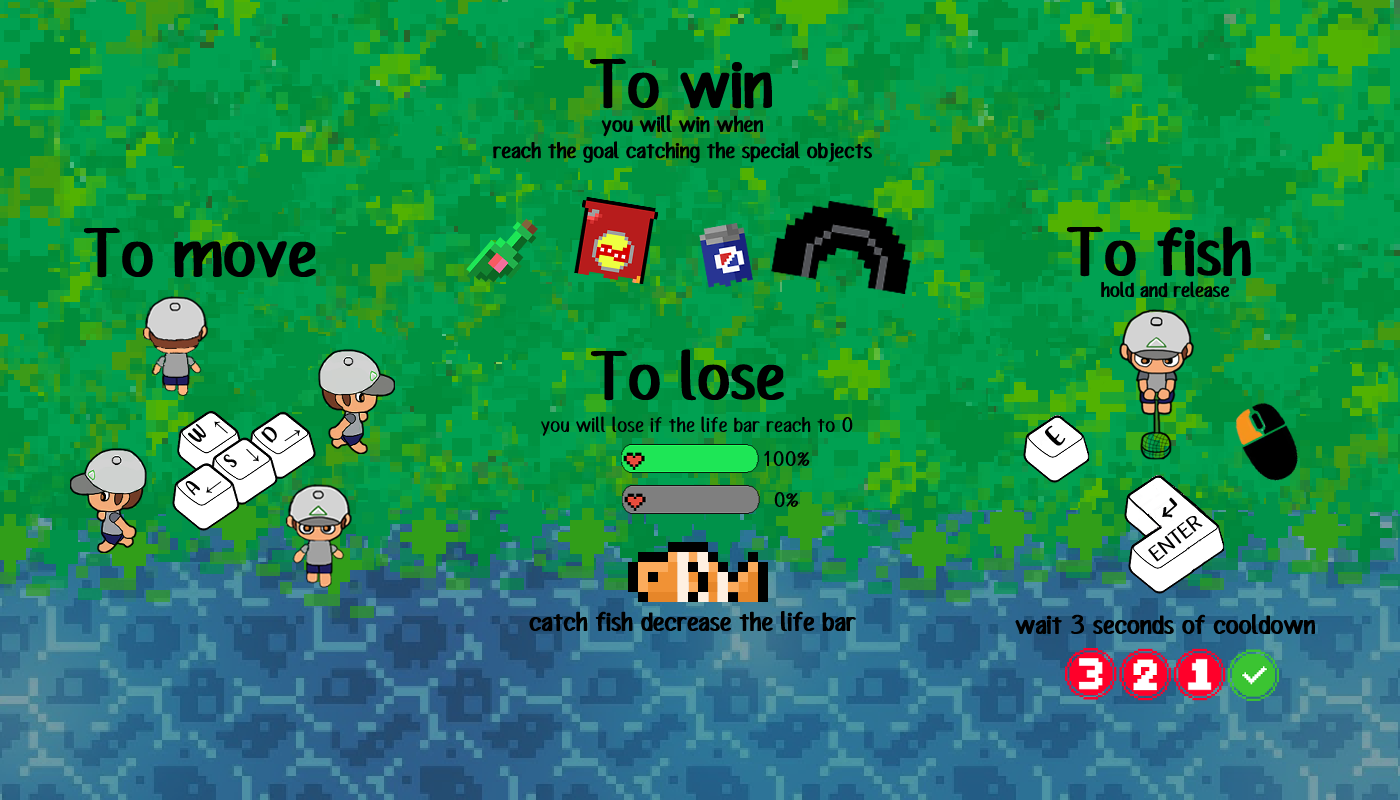 To win
you will win when
reach the goal catching the special objects
To move
W ↑
D →
S ↓
A ←
To lose
you will lose if the life bar reach to 0
100%
0%
catch fish decrease the life bar
To fish
hold and release
E
↵
ENTER
wait 3 seconds of cooldown
3 2 1